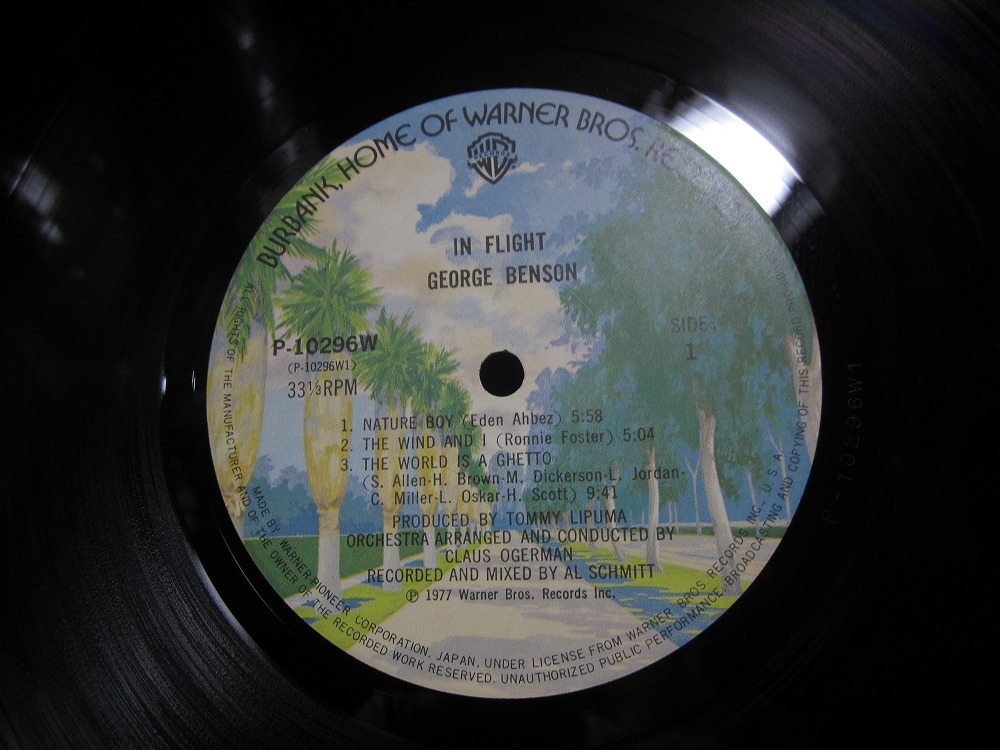 BURBANK, HOME OF WARNER BROS. RE
W RECORDS
IN FLIGHT
GEORGE BENSON
SIDE.
1
P-10296W
(P-10296W1)
33⅓RPM
1. NATURE BOY (Eden Ahbez) 5:58
2. THE WIND AND I (Ronnie Foster) 5:04
3. THE WORLD IS A GHETTO
(S. Allen-H. Brown-M. Dickerson-L. Jordan-
C. Miller-L. Oskar-H. Scott) 9:41
PRODUCED BY TOMMY LIPUMA
ORCHESTRA ARRANGED AND CONDUCTED BY
CLAUS OGERMAN
RECORDED AND MIXED BY AL SCHMITT
℗ 1977 Warner Bros. Records Inc.
MADE BY WARNER-PIONEER CORPORATION, JAPAN, UNDER LICENSE FROM WARNER BROS. RECORDS INC., U.S.A.
ALL RIGHTS OF THE MANUFACTURER AND OF THE OWNER OF THE RECORDED WORK RESERVED. UNAUTHORIZED PUBLIC PERFORMANCE, BROADCASTING AND COPYING OF THIS RECORD
P-10296W1